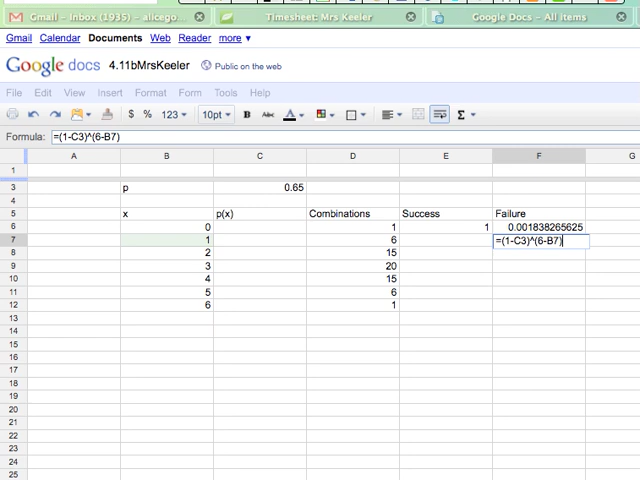 Gmail – Inbox (1935) – alicego...
Timesheet: Mrs Keeler
Google Docs – All items
Gmail Calendar Documents Web Reader more ▼
Google docs 4.11bMrsKeeler Public on the web
File Edit View Insert Format Form Tools Help
$ % 123 10pt B Abc A Σ
Formula: =(1-C3)^(6-B7)
A B C D E F G
1
3 p 0.65
4
5 x p(x) Combinations Success Failure
6 0 1 1 0.001838265625
7 1 6 =(1-C3)^(6-B7)
8 2 15
9 3 20
10 4 15
11 5 6
12 6 1
13
14
15
16
17
18
19
20
21
22
23
24
25